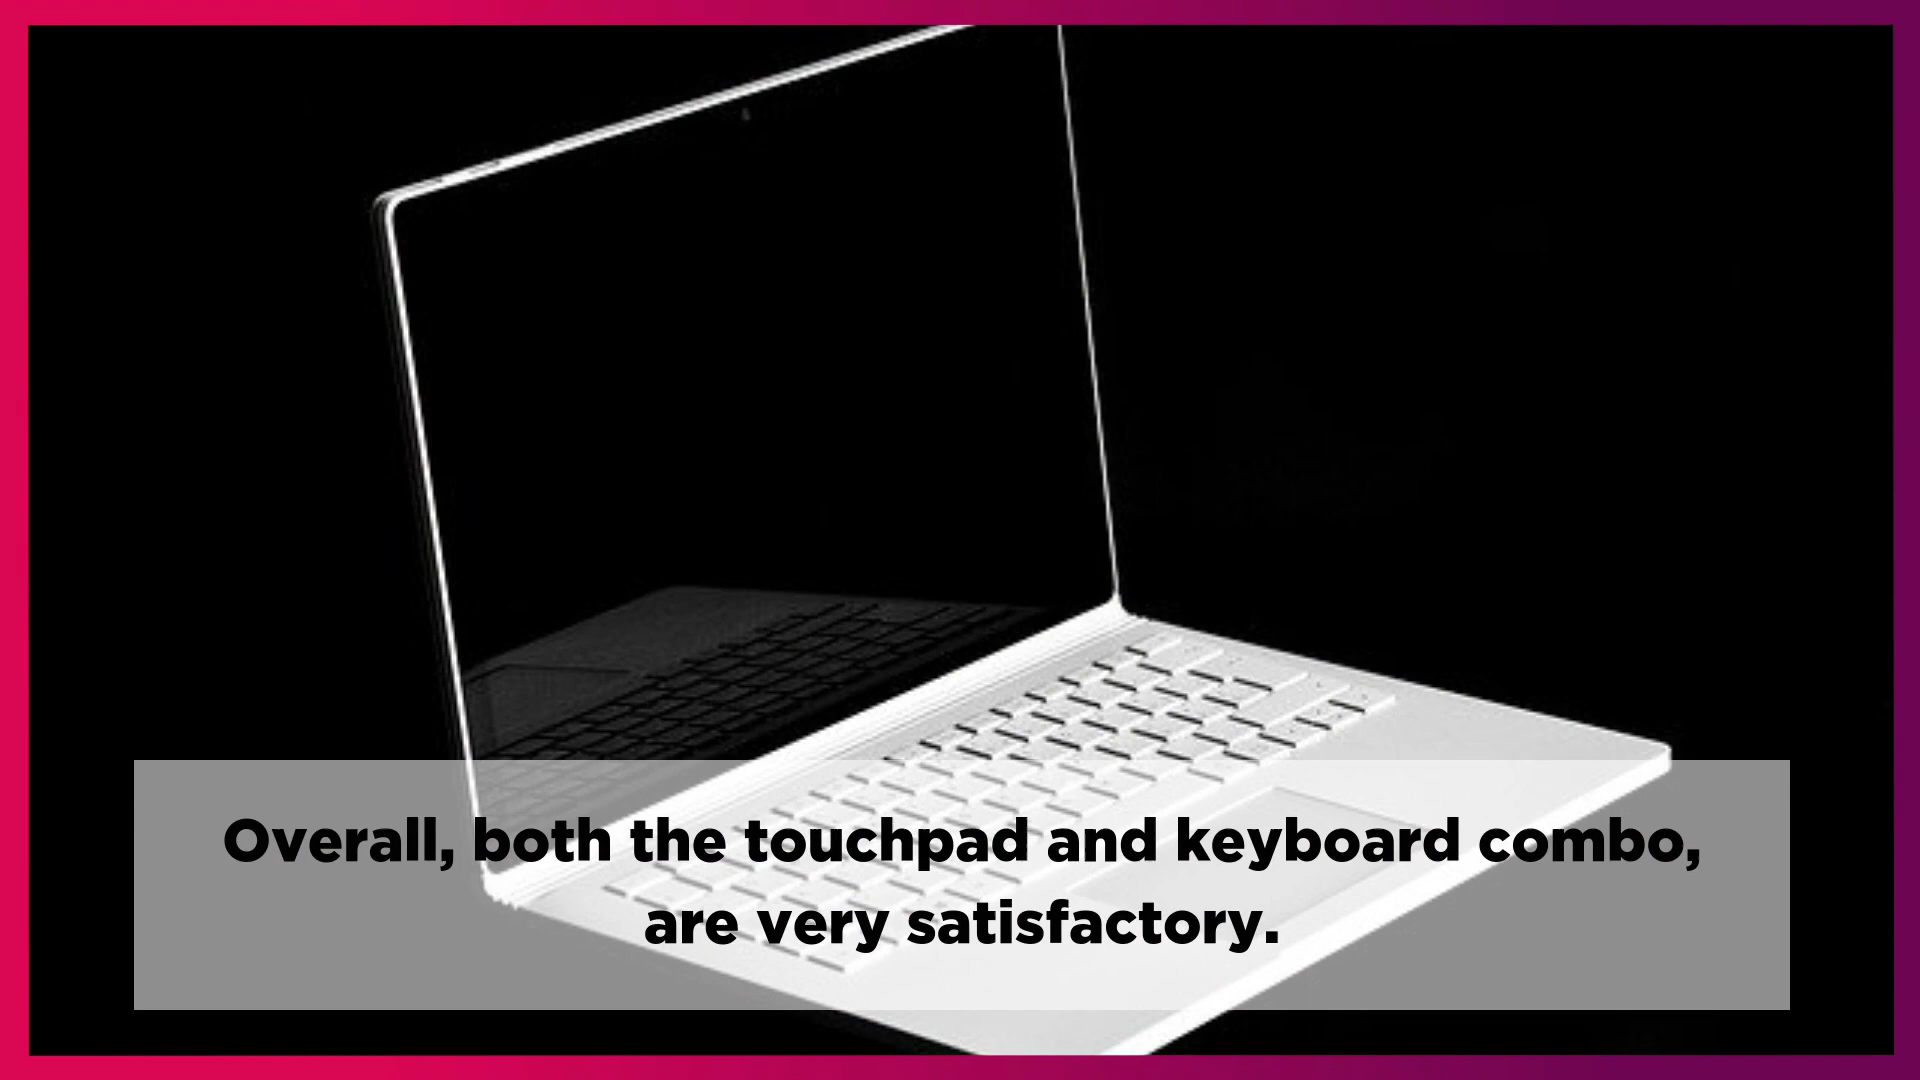 Overall, both the touchpad and keyboard combo,
are very satisfactory.